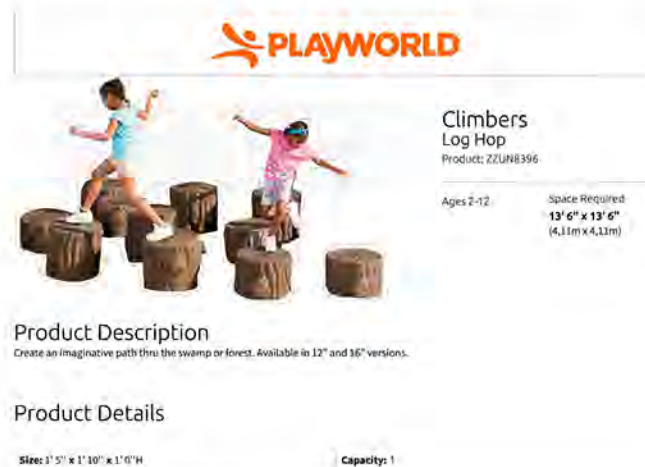 PLAYWORLD
Climbers
Log Hop
Product: ZZUN8396
Ages 2-12
Space Required
13' 6" x 13' 6"
(4,11m x 4,11m)
Product Description
Create an imaginative path thru the swamp or forest. Available in 12" and 16" versions.
Product Details
Size: 1' 5" x 1' 10" x 1' 0"H
Capacity: 1